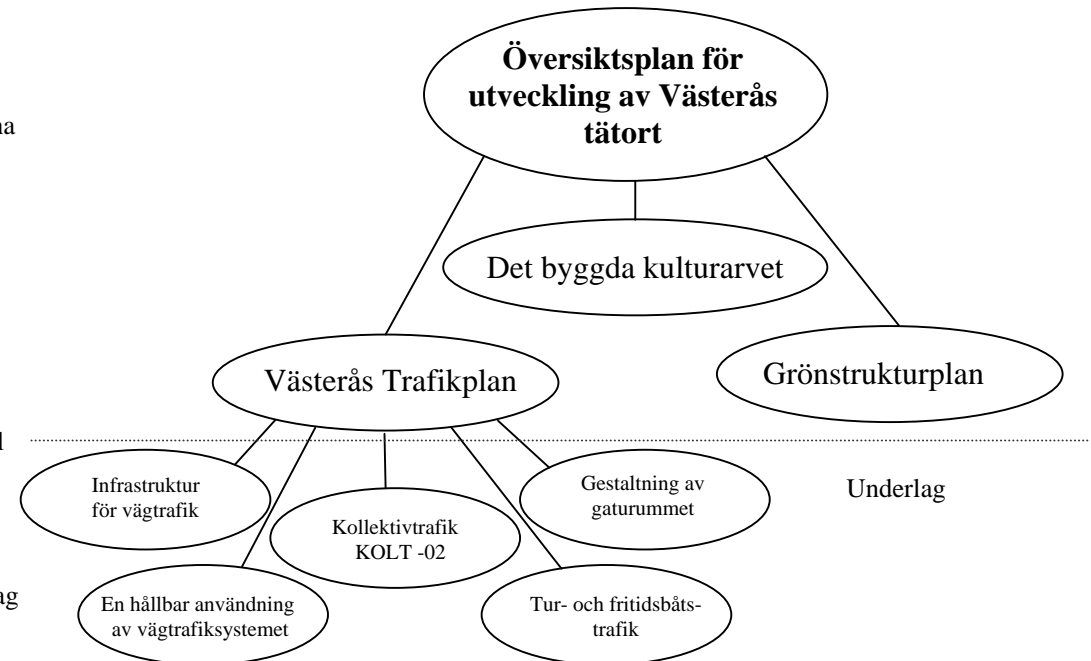 Översiktsplan för
utveckling av Västerås
tätort
Det byggda kulturarvet
Västerås Trafikplan
Grönstrukturplan
Infrastruktur
för vägtrafik
Kollektivtrafik
KOLT -02
Gestaltning av
gaturummet
Underlag
En hållbar användning
av vägtrafiksystemet
Tur- och fritidsbåts-
trafik